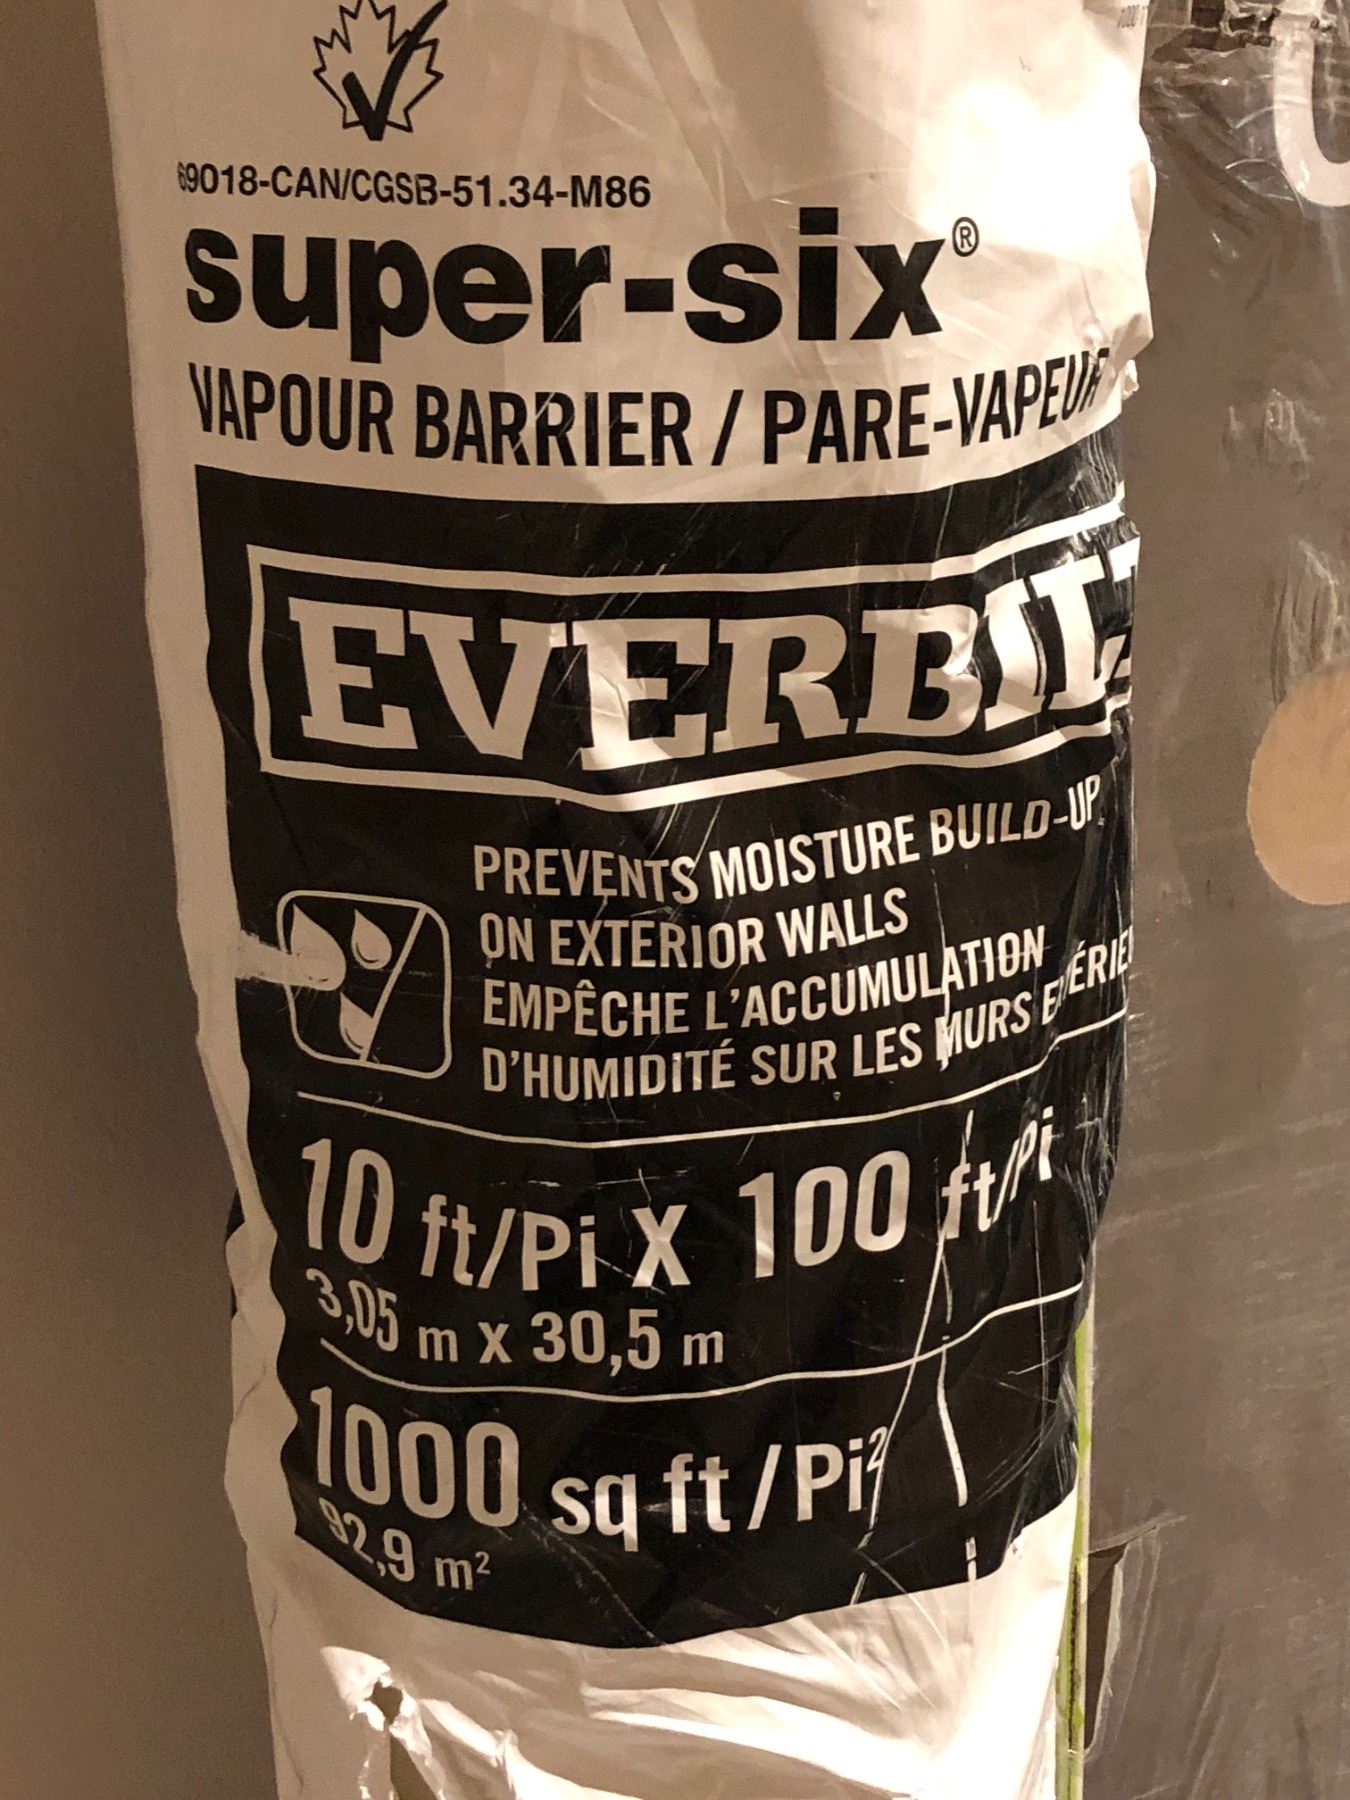 69018-CAN/CGSB-51.34-M86
super-six®
VAPOUR BARRIER / PARE-VAPEUR
EVERBILT
PREVENTS MOISTURE BUILD-UP
ON EXTERIOR WALLS
EMPÊCHE L'ACCUMULATION
D'HUMIDITÉ SUR LES MURS
10 ft/Pi X 100 ft/Pi
3,05 m x 30,5 m
1000 sq ft / Pi²
92,9 m²